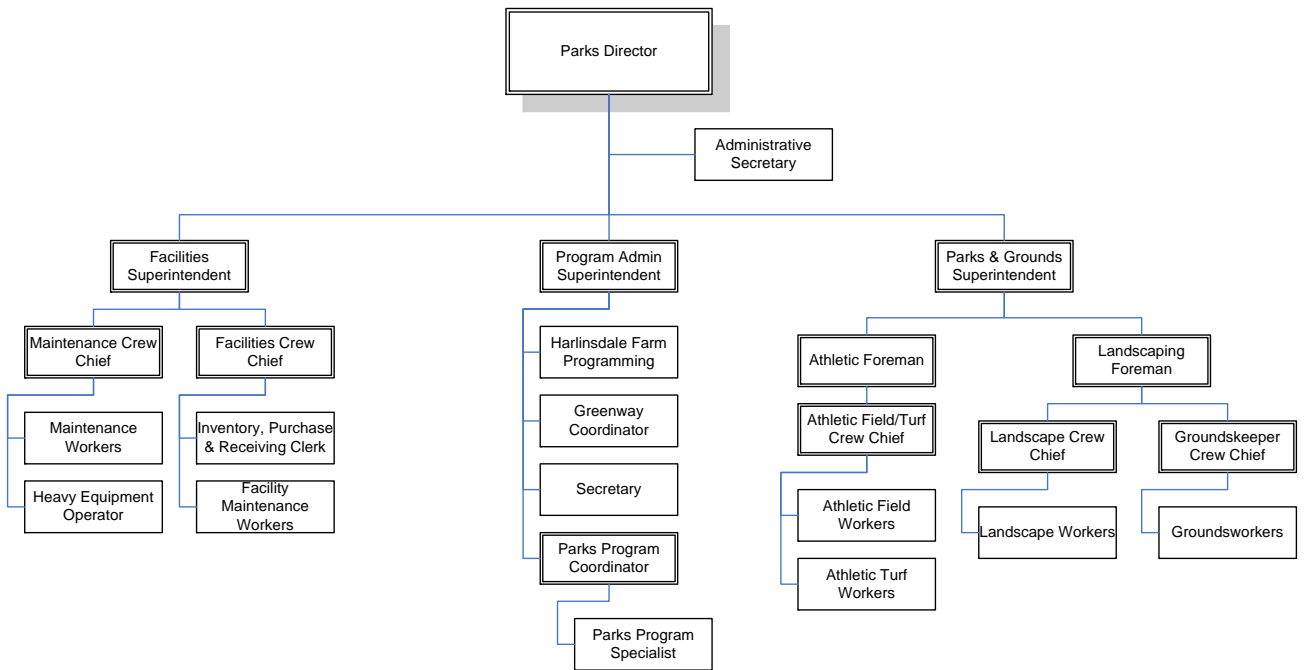 Parks Director
Administrative
Secretary
Facilities
Superintendent
Program Admin
Superintendent
Parks & Grounds
Superintendent
Maintenance Crew
Chief
Facilities Crew
Chief
Maintenance
Workers
Heavy Equipment
Operator
Inventory, Purchase
& Receiving Clerk
Facility
Maintenance
Workers
Harlinsdale Farm
Programming
Greenway
Coordinator
Secretary
Parks Program
Coordinator
Parks Program
Specialist
Athletic Foreman
Athletic Field/Turf
Crew Chief
Athletic Field
Workers
Athletic Turf
Workers
Landscaping
Foreman
Landscape Crew
Chief
Landscape Workers
Groundskeeper
Crew Chief
Groundsworkers